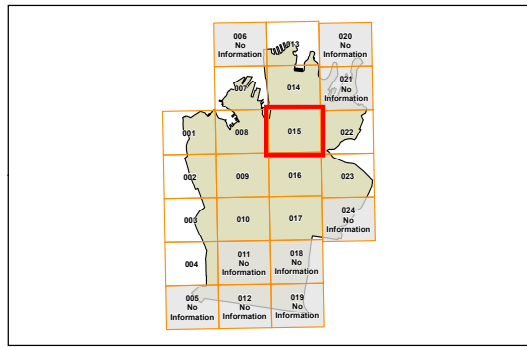 006
No
Information
013
020
No
Information
007
014
021
No
Information
001
008
015
022
002
009
016
023
003
010
017
024
No
Information
004
011
No
Information
018
No
Information
005
No
Information
012
No
Information
019
No
Information